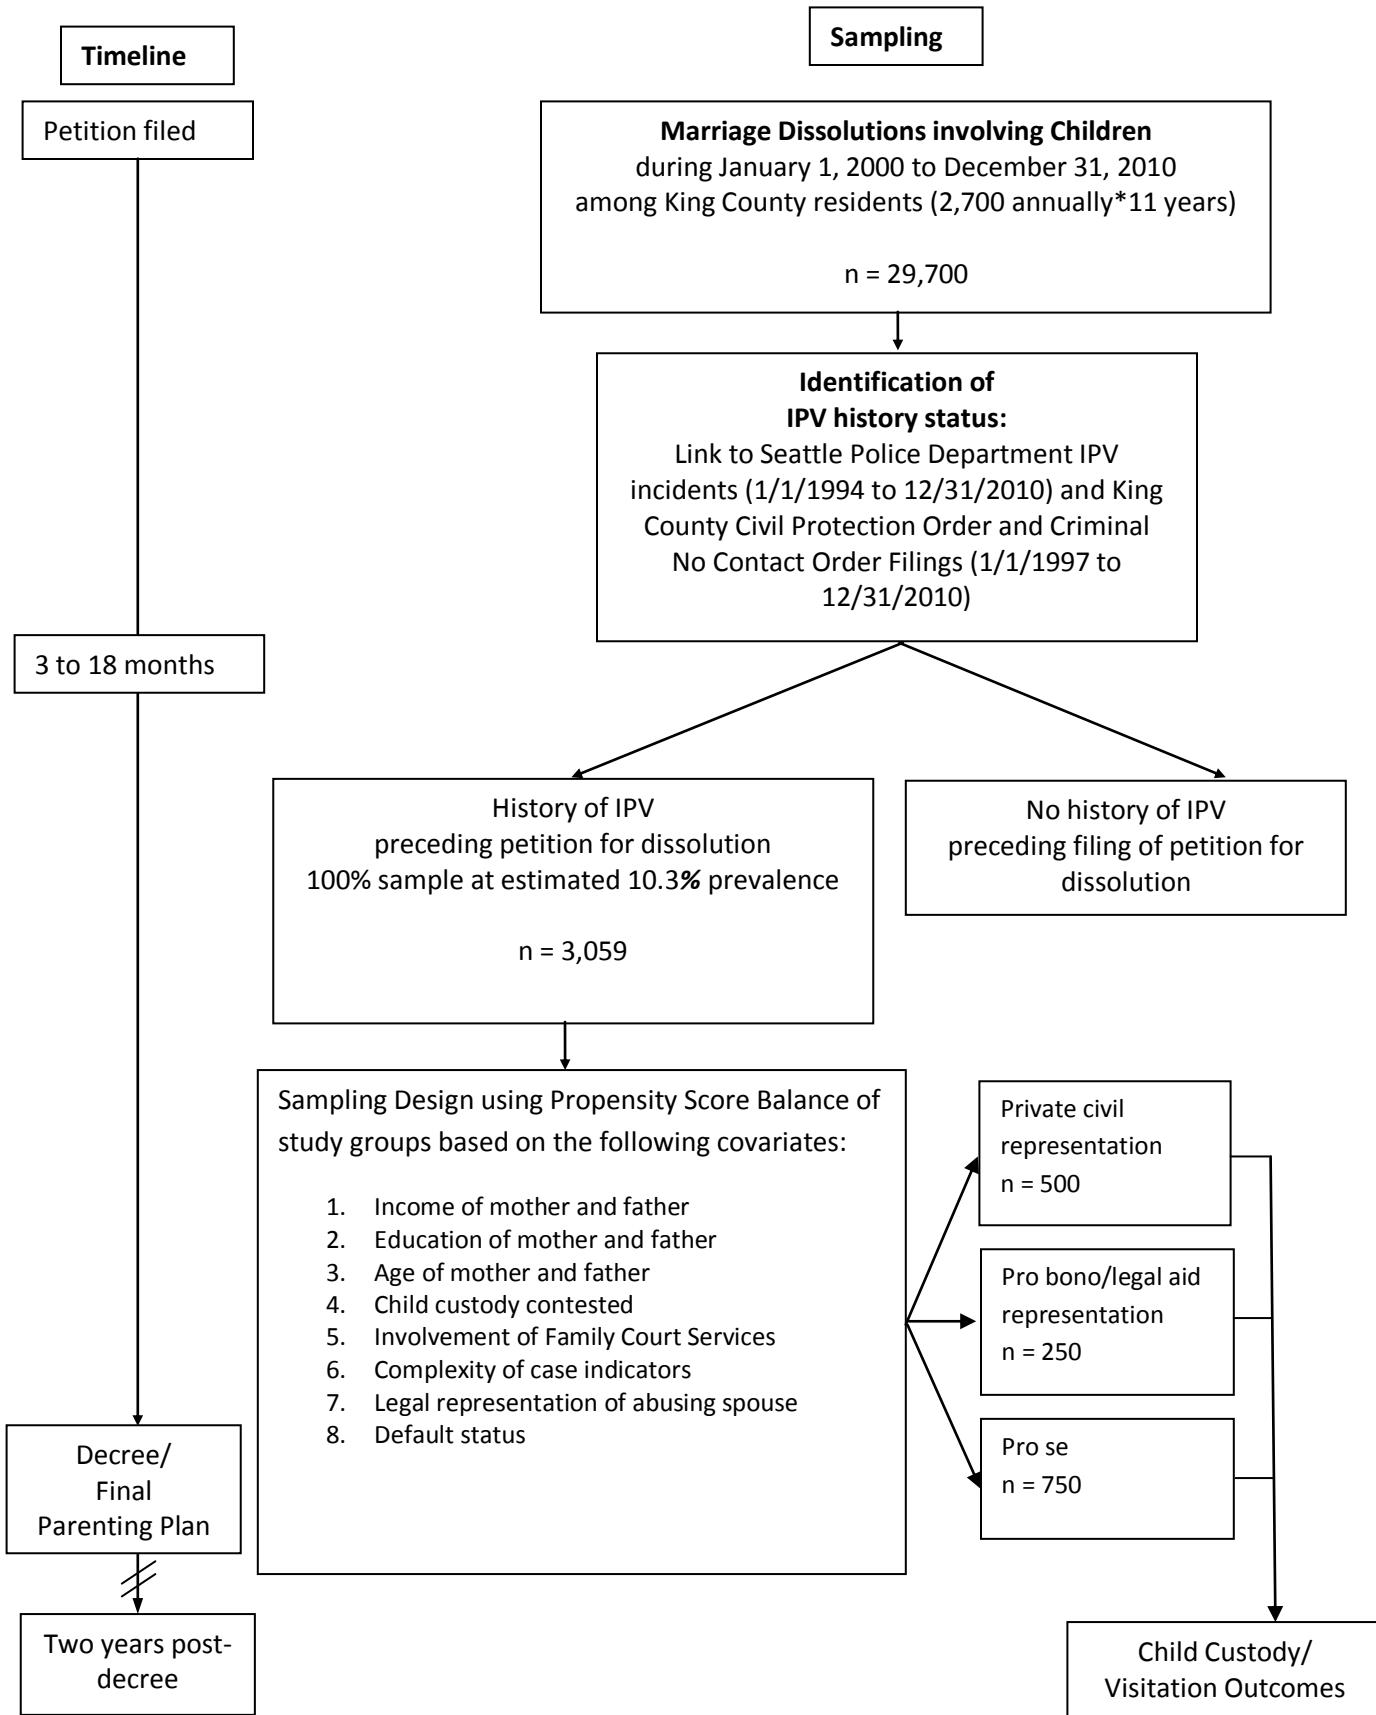 Timeline
Petition filed
3 to 18 months
Decree/
Final
Parenting Plan
Two years post-
decree
Sampling
Marriage Dissolutions involving Children
during January 1, 2000 to December 31, 2010
among King County residents (2,700 annually*11 years)
n = 29,700
Identification of
IPV history status:
Link to Seattle Police Department IPV
incidents (1/1/1994 to 12/31/2010) and King
County Civil Protection Order and Criminal
No Contact Order Filings (1/1/1997 to
12/31/2010)
History of IPV
preceding petition for dissolution
100% sample at estimated 10.3% prevalence
n = 3,059
No history of IPV
preceding filing of petition for
dissolution
Sampling Design using Propensity Score Balance of
study groups based on the following covariates:
1. Income of mother and father
2. Education of mother and father
3. Age of mother and father
4. Child custody contested
5. Involvement of Family Court Services
6. Complexity of case indicators
7. Legal representation of abusing spouse
8. Default status
Private civil
representation
n = 500
Pro bono/legal aid
representation
n = 250
Pro se
n = 750
Child Custody/
Visitation Outcomes